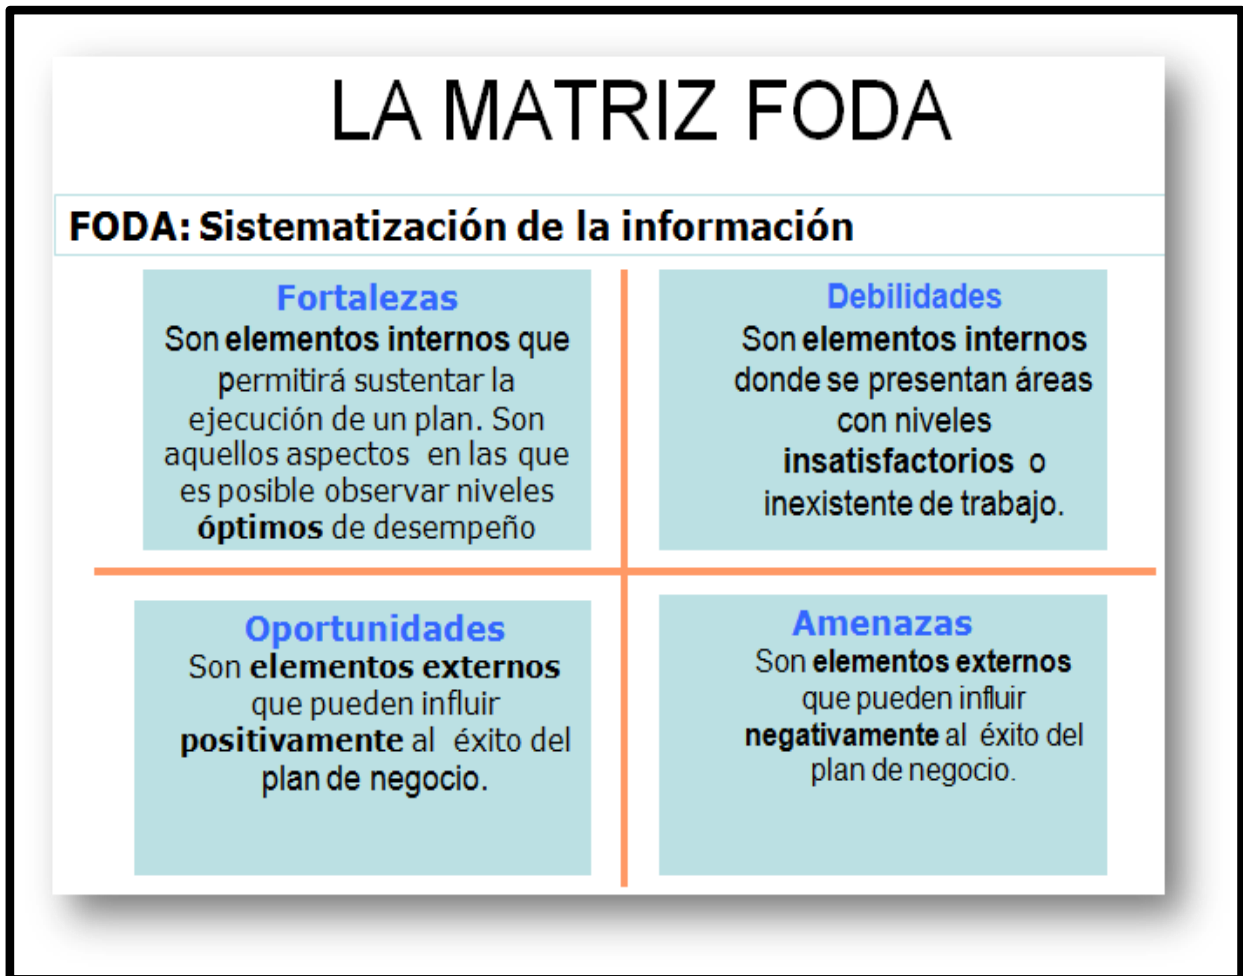 LA MATRIZ FODA
FODA: Sistematización de la información
Fortalezas
Son elementos internos que
permitirá sustentar la
ejecución de un plan. Son
aquellos aspectos en las que
es posible observar niveles
óptimos de desempeño
Debilidades
Son elementos internos
donde se presentan áreas
con niveles
insatisfactorios o
inexistente de trabajo.
Oportunidades
Son elementos externos
que pueden influir
positivamente al éxito del
plan de negocio.
Amenazas
Son elementos externos
que pueden influir
negativamente al éxito del
plan de negocio.